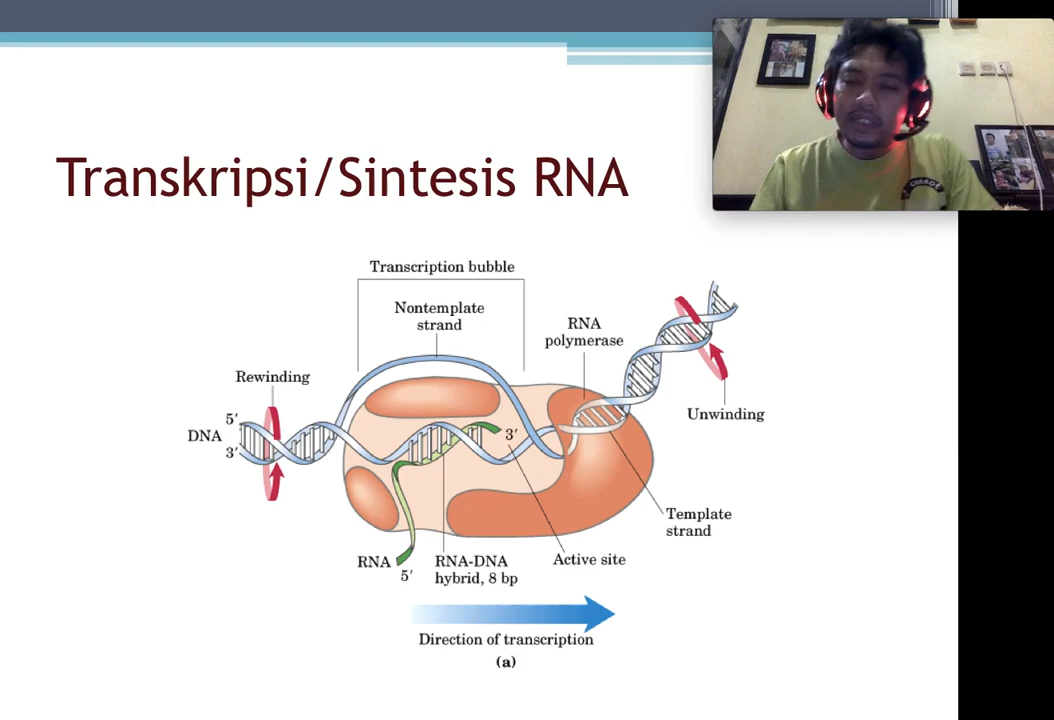 Transkripsi/Sintesis RNA
Transcription bubble
Nontemplate
strand
RNA
polymerase
Rewinding
Unwinding
5′
DNA
3′
3′
Template
strand
RNA
5′
RNA-DNA
hybrid, 8 bp
Active site
Direction of transcription
(a)